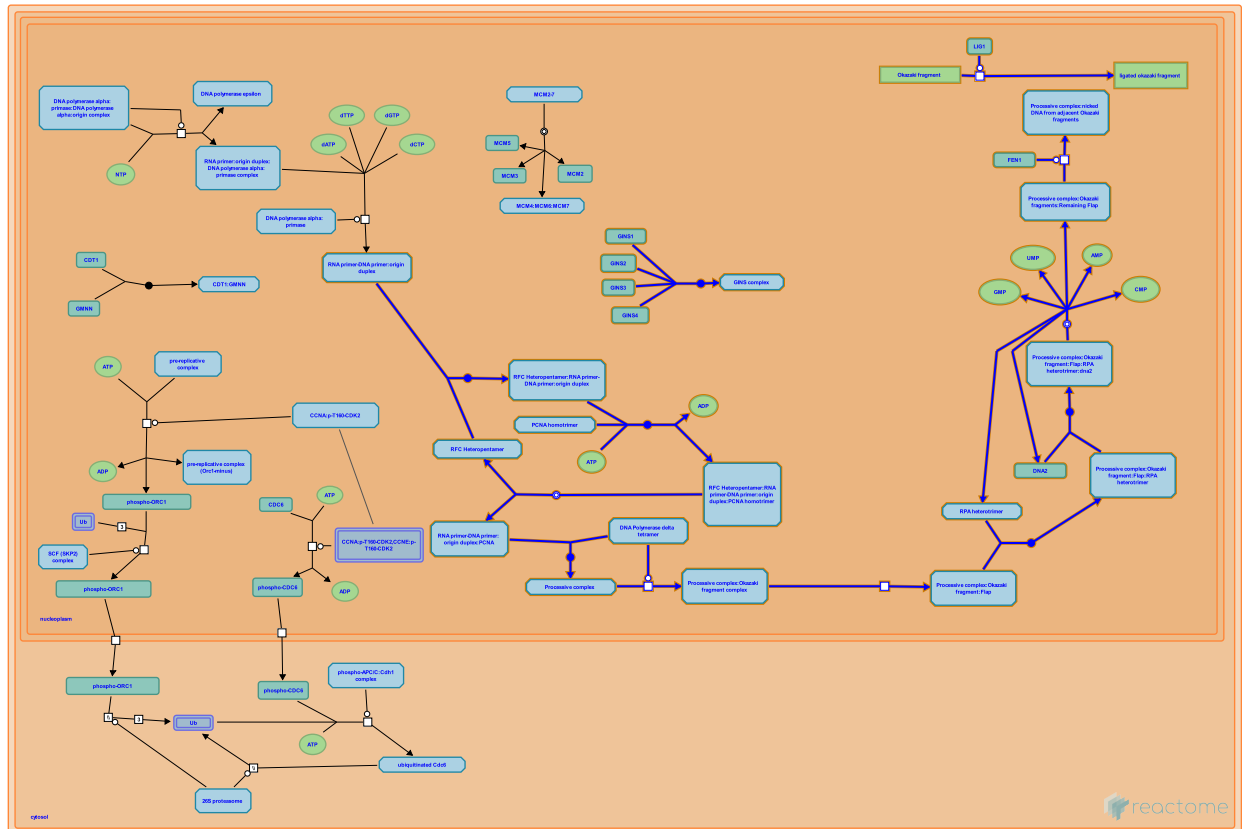 LIG1
Okazaki fragment
ligated okazaki fragment
DNA polymerase alpha:
primase:DNA polymerase
alpha:origin complex
DNA polymerase epsilon
NTP
RNA primer:origin duplex:
DNA polymerase alpha:
primase complex
dTTP
dGTP
dATP
dCTP
DNA polymerase alpha:
primase
RNA primer-DNA primer:origin
duplex
MCM2-7
MCM5
MCM3
MCM2
MCM4:MCM6:MCM7
Processive complex:nicked
DNA from adjacent Okazaki
fragments
FEN1
Processive complex:Okazaki
fragments:Remaining Flap
CDT1
GMNN
CDT1:GMNN
GINS1
GINS2
GINS3
GINS4
GINS complex
UMP
AMP
GMP
CMP
Processive complex:Okazaki
fragment:Flap:RPA
heterotrimer:dna2
ATP
pre-replicative
complex
CCNA:p-T160-CDK2
ADP
pre-replicative complex
(Orc1-minus)
phospho-ORC1
Ub
3
SCF (SKP2)
complex
phospho-ORC1
CDC6
ATP
CCNA:p-T160-CDK2,CCNE:p-
T160-CDK2
phospho-CDC6
ADP
RFC Heteropentamer:RNA primer-
DNA primer:origin duplex
PCNA homotrimer
ADP
ATP
RFC Heteropentamer
RFC Heteropentamer:RNA
primer-DNA primer:origin
duplex:PCNA homotrimer
RNA primer-DNA primer:
origin duplex:PCNA
DNA Polymerase delta
tetramer
Processive complex
Processive complex:Okazaki
fragment complex
Processive complex:Okazaki
fragment:Flap
DNA2
Processive complex:Okazaki
fragment:Flap:RPA
heterotrimer
RPA heterotrimer
nucleoplasm
phospho-ORC1
3
Ub
phospho-CDC6
phospho-APC/C:Cdh1
complex
ATP
ubiquitinated Cdc6
26S proteasome
cytosol
reactome